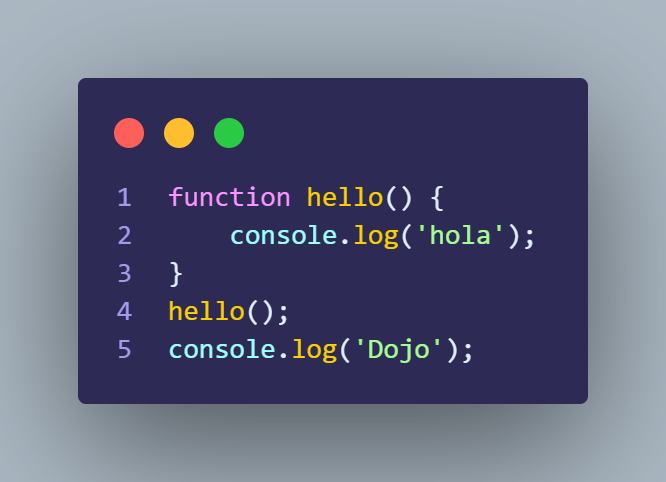 1 function hello() {
2     console.log('hola');
3 }
4 hello();
5 console.log('Dojo');